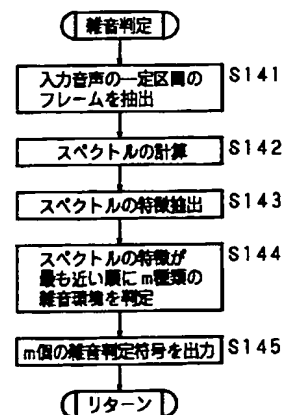 雑音判定
入力音声の一定区間の
フレームを抽出
S141
スペクトルの計算
S142
スペクトルの特徴抽出
S143
スペクトルの特徴が
最も近い順にm種類の
雑音環境を判定
S144
m個の雑音判定符号を出力
S145
リターン